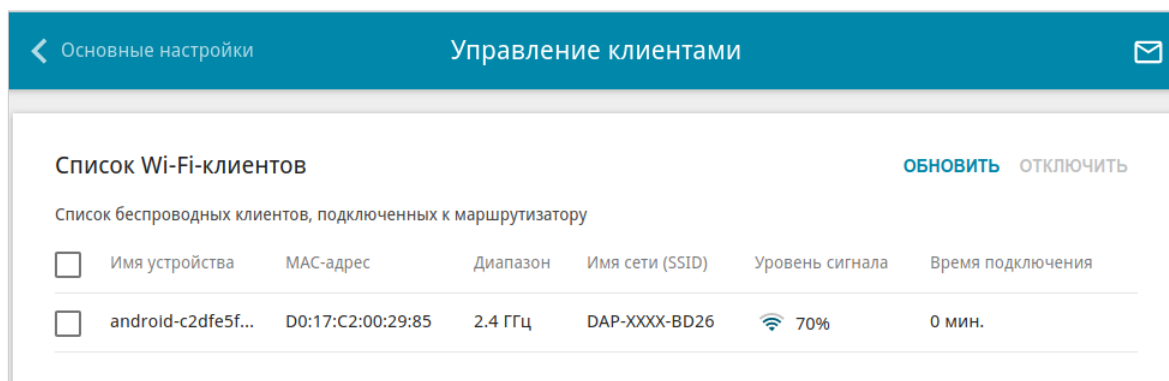 Основные настройки Управление клиентами
Список Wi-Fi-клиентов ОБНОВИТЬ ОТКЛЮЧИТЬ
Список беспроводных клиентов, подключенных к маршрутизатору
Имя устройства MAC-адрес Диапазон Имя сети (SSID) Уровень сигнала Время подключения
android-c2dfe5f... D0:17:C2:00:29:85 2.4 ГГц DAP-XXXX-BD26 70% 0 мин.